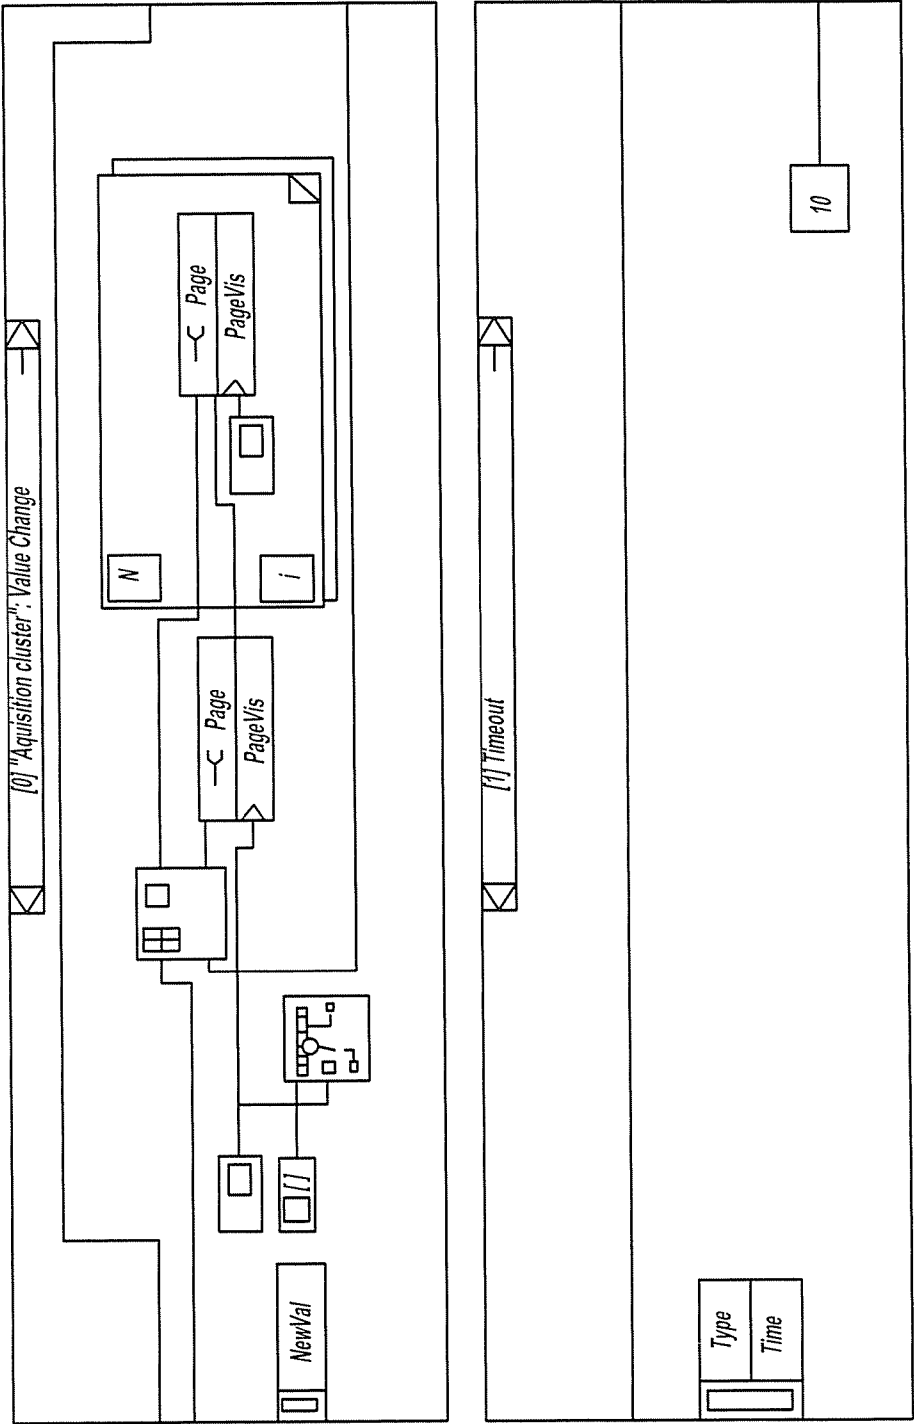 [0] "Aquisition cluster": Value Change
N
i
Page
PageVis
Page
PageVis
[]
NewVal
[1] Timeout
10
Type
Time